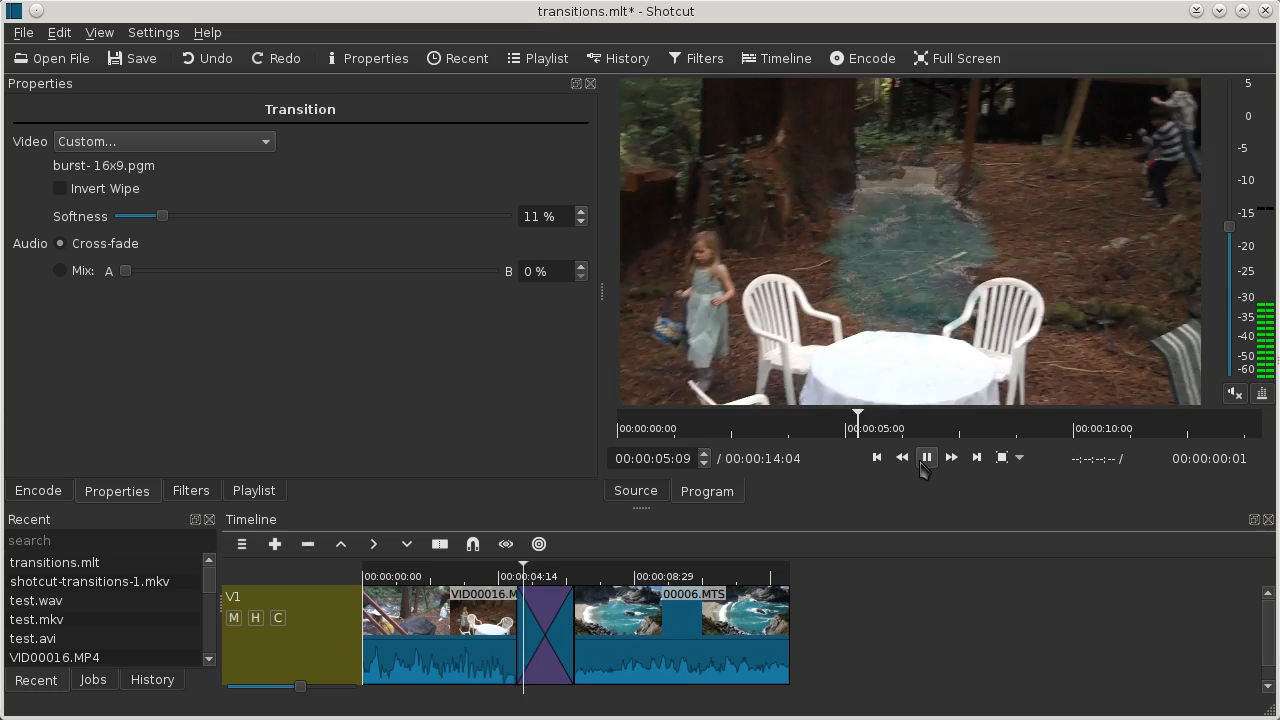 transitions.mlt* - Shotcut
File Edit View Settings Help
Open File Save Undo Redo Properties Recent Playlist History Filters Timeline Encode Full Screen
Properties
Transition
Video Custom...
burst- 16x9.pgm
Invert Wipe
Softness 11 %
Audio Cross-fade
Mix: A B 0 %
5
0
-5
-10
-15
-20
-25
-30
-35
-40
-50
-60
00:00:00:00 00:00:05:00 00:00:10:00
00:00:05:09 / 00:00:14:04 --:--:--:-- / 00:00:00:01
Encode Properties Filters Playlist
Source Program
Recent
search
transitions.mlt
shotcut-transitions-1.mkv
test.wav
test.mkv
test.avi
VID00016.MP4
Recent Jobs History
Timeline
00:00:00:00 00:00:04:14 00:00:08:29
V1
M H C
VID00016.M
00006.MTS